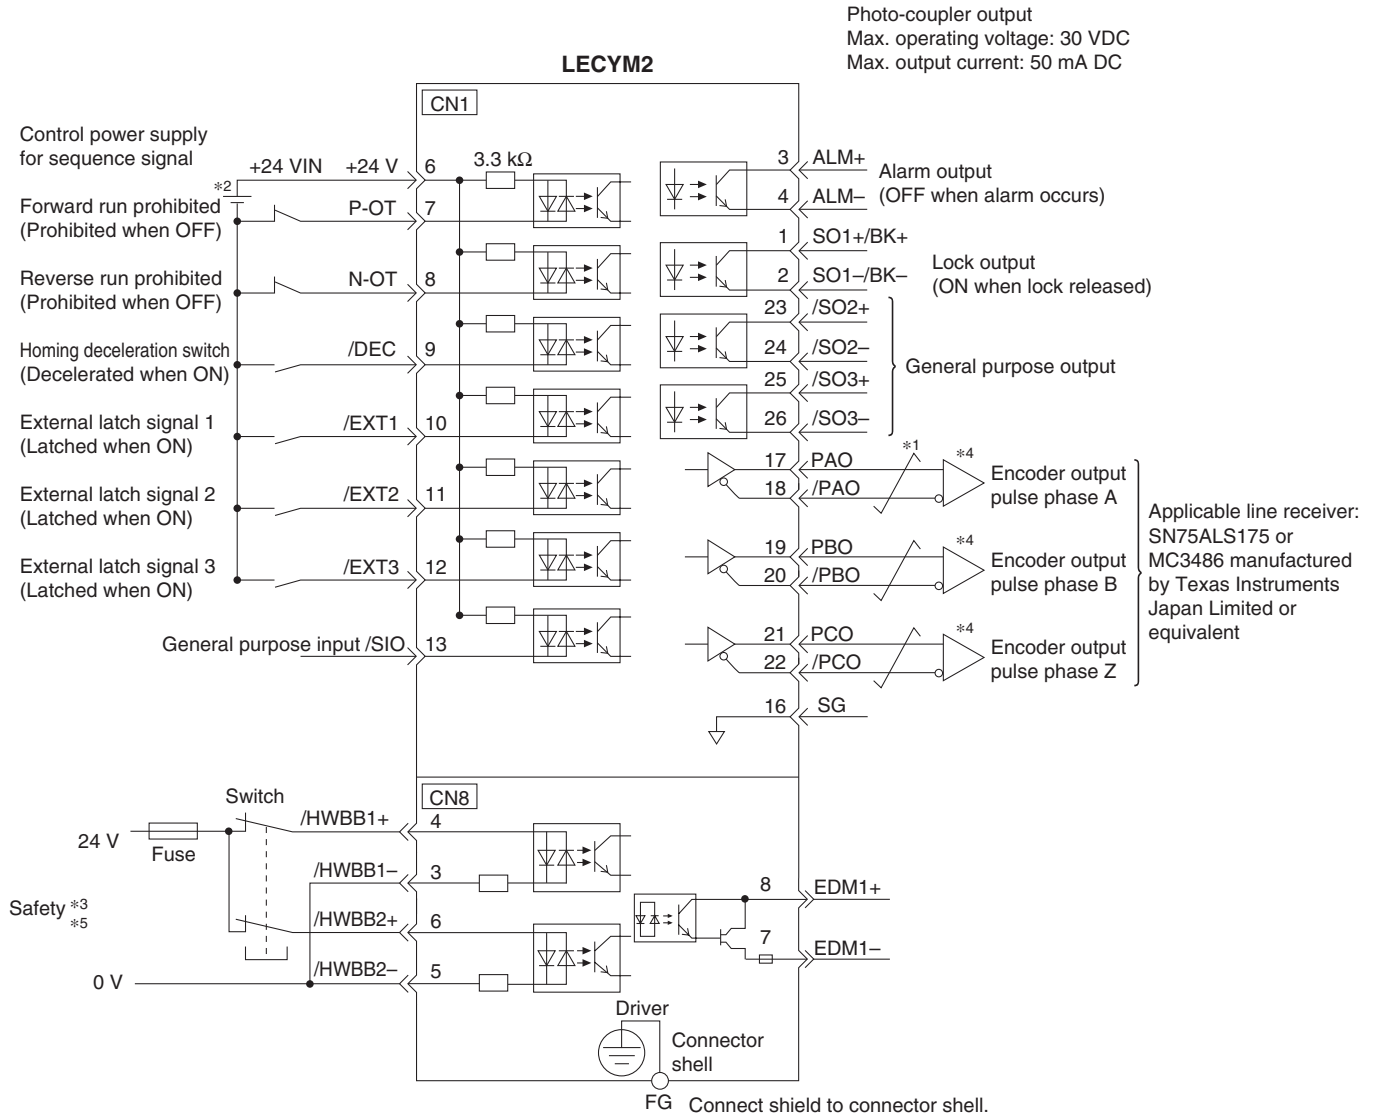 Photo-coupler output
Max. operating voltage: 30 VDC
Max. output current: 50 mA DC
LECYM2
CN1
Control power supply
for sequence signal
+24 VIN
+24 V
6
3.3 kΩ
*2
Forward run prohibited
(Prohibited when OFF)
P-OT
7
Reverse run prohibited
(Prohibited when OFF)
N-OT
8
Homing deceleration switch
(Decelerated when ON)
/DEC
9
External latch signal 1
(Latched when ON)
/EXT1
10
External latch signal 2
(Latched when ON)
/EXT2
11
External latch signal 3
(Latched when ON)
/EXT3
12
General purpose input /SIO
13
3
ALM+
4
ALM–
Alarm output
(OFF when alarm occurs)
1
SO1+/BK+
2
SO1–/BK–
Lock output
(ON when lock released)
23
/SO2+
24
/SO2–
25
/SO3+
26
/SO3–
General purpose output
17
PAO
18
/PAO
*1
*4
Encoder output
pulse phase A
19
PBO
20
/PBO
*4
Encoder output
pulse phase B
21
PCO
22
/PCO
*4
Encoder output
pulse phase Z
Applicable line receiver:
SN75ALS175 or
MC3486 manufactured
by Texas Instruments
Japan Limited or
equivalent
16
SG
CN8
Switch
24 V
Fuse
/HWBB1+
4
/HWBB1–
3
Safety *3
*5
/HWBB2+
6
/HWBB2–
5
0 V
8
EDM1+
7
EDM1–
Driver
Connector
shell
FG
Connect shield to connector shell.